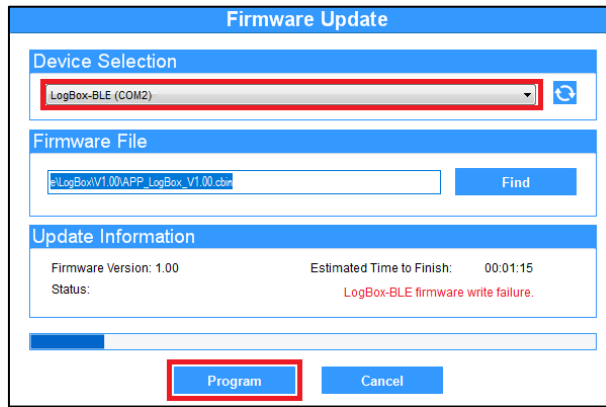 Firmware Update
Device Selection
LogBox-BLE (COM2)
Firmware File
e\LogBox\V1.00\APP_LogBox_V1.00.cbin
Find
Update Information
Firmware Version: 1.00 Estimated Time to Finish: 00:01:15
Status: LogBox-BLE firmware write failure.
Program Cancel